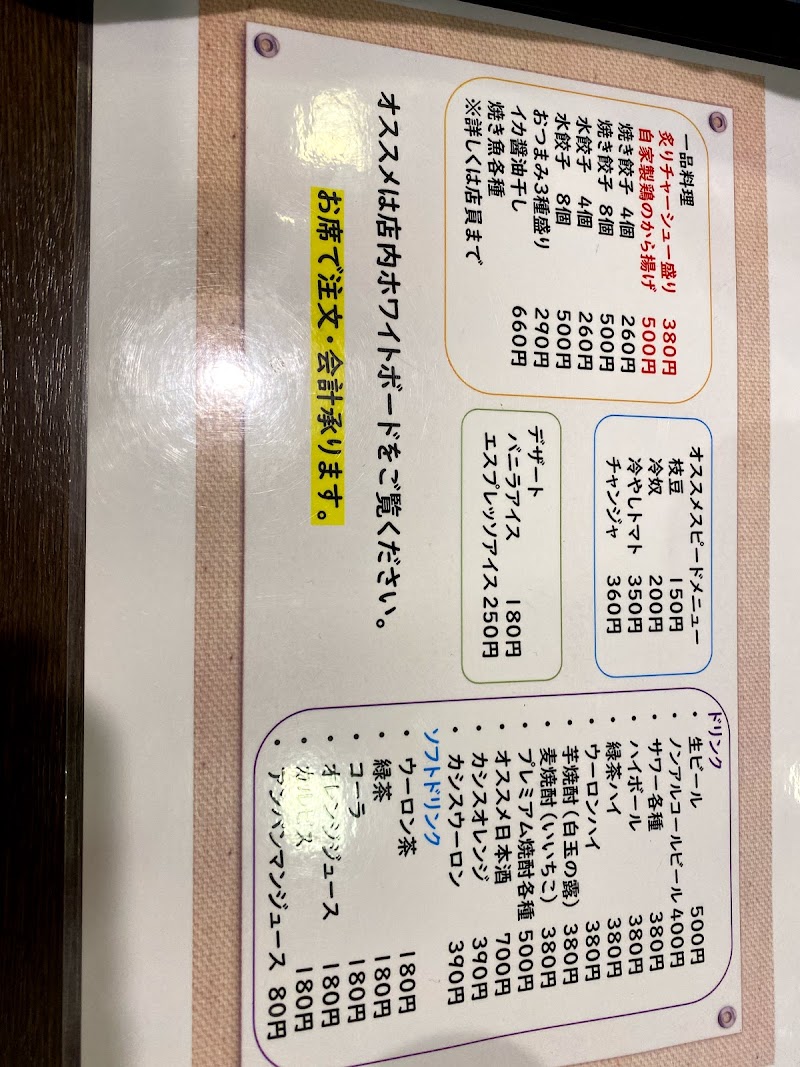 一品料理
炙りチャーシュー盛り 380円
自家製鶏のから揚げ 500円
焼き餃子 4個 260円
焼き餃子 8個 500円
水餃子 4個 260円
水餃子 8個 500円
おつまみ3種盛り 290円
イカ醤油干し 660円
焼き魚各種
※詳しくは店員まで
オススメスピードメニュー
枝豆 150円
冷奴 200円
冷やしトマト 350円
チャンジャ 360円
デザート
バニラアイス 180円
エスプレッソアイス 250円
ドリンク
・生ビール 500円
・ノンアルコールビール 400円
・サワー各種 380円
・ハイボール 380円
・緑茶ハイ 380円
・ウーロンハイ 380円
・芋焼酎(白玉の露) 380円
・麦焼酎(いいちこ) 380円
・プレミアム焼酎各種 500円
・オススメ日本酒 700円
・カシスオレンジ 390円
・カシスウーロン 390円
ソフトドリンク
・ウーロン茶 180円
・緑茶 180円
・コーラ 180円
・オレンジジュース 180円
・カルピス 180円
・アンパンマンジュース 80円
オススメは店内ホワイトボードをご覧ください。
お席で注文・会計承ります。